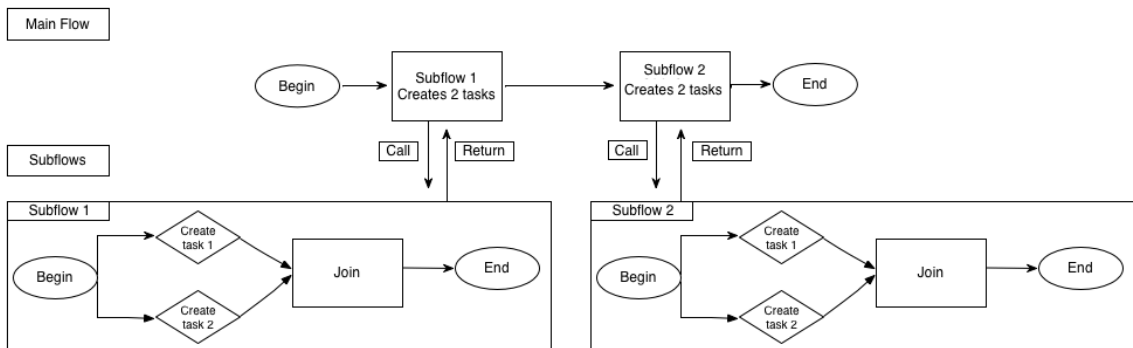 Main Flow
Begin
Subflow 1
Creates 2 tasks
Subflow 2
Creates 2 tasks
End
Call
Return
Call
Return
Subflows
Subflow 1
Begin
Create
task 1
Create
task 2
Join
End
Subflow 2
Begin
Create
task 1
Create
task 2
Join
End